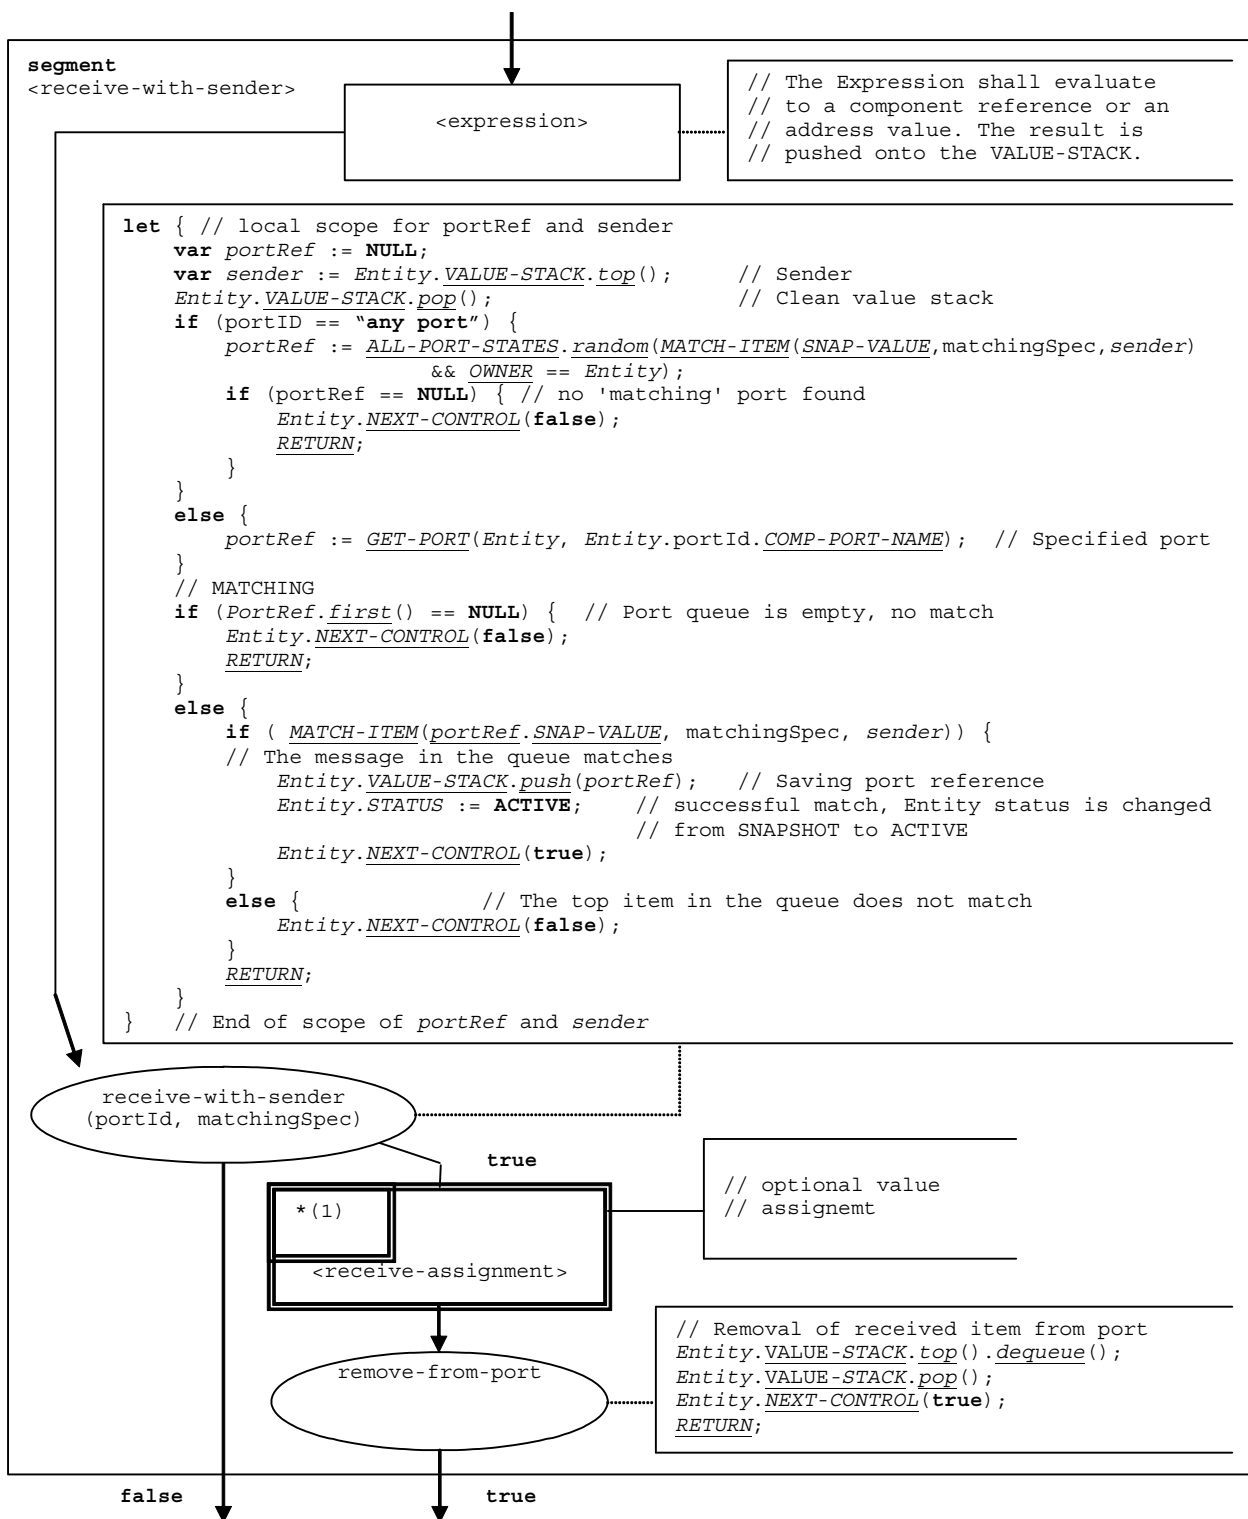 segment
<receive-with-sender>
<expression>
// The Expression shall evaluate
// to a component reference or an
// address value. The result is
// pushed onto the VALUE-STACK.
let { // local scope for portRef and sender
var portRef := NULL;
var sender := Entity.VALUE-STACK.top(); // Sender
Entity.VALUE-STACK.pop(); // Clean value stack
if (portID == “any port”) {
portRef := ALL-PORT-STATES.random(MATCH-ITEM(SNAP-VALUE,matchingSpec,sender)
&& OWNER == Entity);
if (portRef == NULL) { // no 'matching' port found
Entity.NEXT-CONTROL(false);
RETURN;
}
}
else {
portRef := GET-PORT(Entity, Entity.portId.COMP-PORT-NAME); // Specified port
}
// MATCHING
if (PortRef.first() == NULL) { // Port queue is empty, no match
Entity.NEXT-CONTROL(false);
RETURN;
}
else {
if ( MATCH-ITEM(portRef.SNAP-VALUE, matchingSpec, sender)) {
// The message in the queue matches
Entity.VALUE-STACK.push(portRef); // Saving port reference
Entity.STATUS := ACTIVE; // successful match, Entity status is changed
// from SNAPSHOT to ACTIVE
Entity.NEXT-CONTROL(true);
}
else { // The top item in the queue does not match
Entity.NEXT-CONTROL(false);
}
RETURN;
}
} // End of scope of portRef and sender
receive-with-sender
(portId, matchingSpec)
true
*(1)
<receive-assignment>
// optional value
// assignemt
remove-from-port
// Removal of received item from port
Entity.VALUE-STACK.top().dequeue();
Entity.VALUE-STACK.pop();
Entity.NEXT-CONTROL(true);
RETURN;
false
true